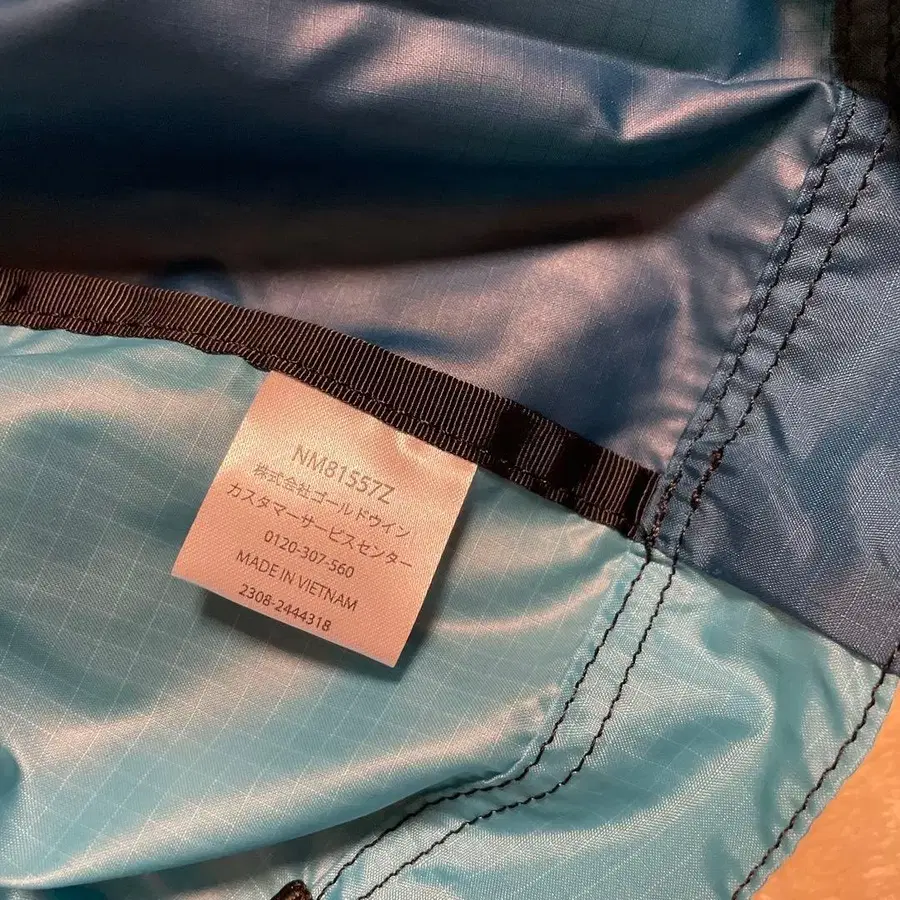 NM81557Z
株式会社ゴールドウイン
カスタマーサービスセンター
0120-307-560
MADE IN VIETNAM
2308-2444318